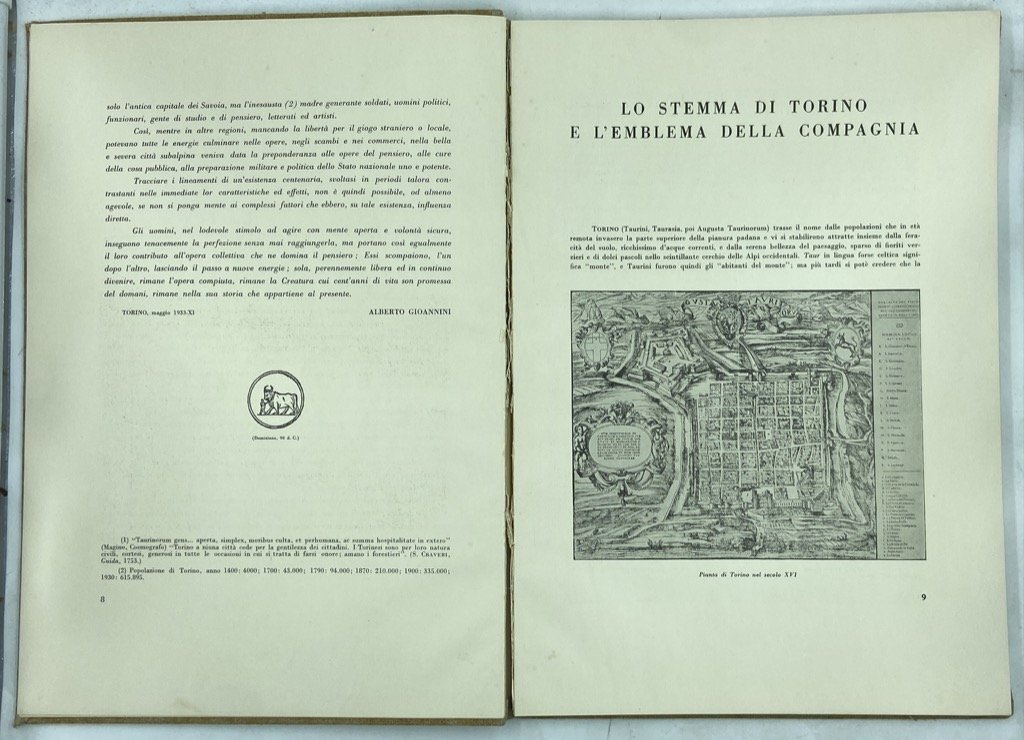 solo l'antica capitale dei Savoia, ma l'inesausta (2) madre generante soldati, uomini politici,
funzionari, gente di studio e di pensiero, letterati ed artisti.
Così, mentre in altre regioni, mancando la libertà per il giogo straniero o locale,
potevano tutte le energie culminare nelle opere, negli scambi e nei commerci, nella bella
e severa città subalpina veniva data la preponderanza alle opere del pensiero, alle cure
della cosa pubblica, alla preparazione militare e politica dello Stato nazionale uno e potente.
Tracciare i lineamenti di un'esistenza centenaria, svoltasi in periodi talora con-
trastanti nelle immediate lor caratteristiche ed effetti, non è quindi possibile, od almeno
agevole, se non si ponga mente ai complessi fattori che ebbero, su tale esistenza, influenza
diretta.
Gli uomini, nel lodevole stimolo ad agire con mente aperta e volontà sicura,
inseguono tenacemente la perfezione senza mai raggiungerla, ma portano così egualmente
il loro contributo all'opera collettiva che ne domina il pensiero; Essi scompaiono, l'un
dopo l'altro, lasciando il passo a nuove energie; sola, perennemente libera ed in continuo
divenire, rimane l'opera compiuta, rimane la Creatura cui cent'anni di vita son promessa
del domani, rimane nella sua storia che appartiene al presente.
TORINO, maggio 1933-XI
ALBERTO GIOANNINI
(Domiziano, 90 d. C.)
(1) "Taurinorum gens... aperta, simplex, moribus culta, et perhumana, ac summa hospitalitate in extero"
(Magino, Cosmografo) "Torino a niuna città cede per la gentilezza dei cittadini. I Torinesi sono per loro natura
civili, cortesi, generosi in tutte le occasioni in cui si tratta di farsi onore; amano i forestieri". (S. CRAVERI,
Guida, 1753.)
(2) Popolazione di Torino, anno 1400: 4000; 1700: 43.000; 1790: 94.000; 1870: 210.000; 1900: 335.000;
1930: 615.895.
8
LO STEMMA DI TORINO
E L'EMBLEMA DELLA COMPAGNIA
TORINO (Taurini, Taurasia, poi Augusta Taurinorum) trasse il nome dalle popolazioni che in età
remota invasero la parte superiore della pianura padana e vi si stabilirono attratte insieme dalla fera-
cità del suolo, ricchissimo d'acque correnti, e dalla serena bellezza del paesaggio, sparso di fioriti ver-
zieri e di dolci pascoli nello scintillante cerchio delle Alpi occidentali. Taur in lingua forse celtica signi-
fica "monte", e Taurini furono quindi gli "abitanti del monte"; ma più tardi si potè credere che la
Pianta di Torino nel secolo XVI
9